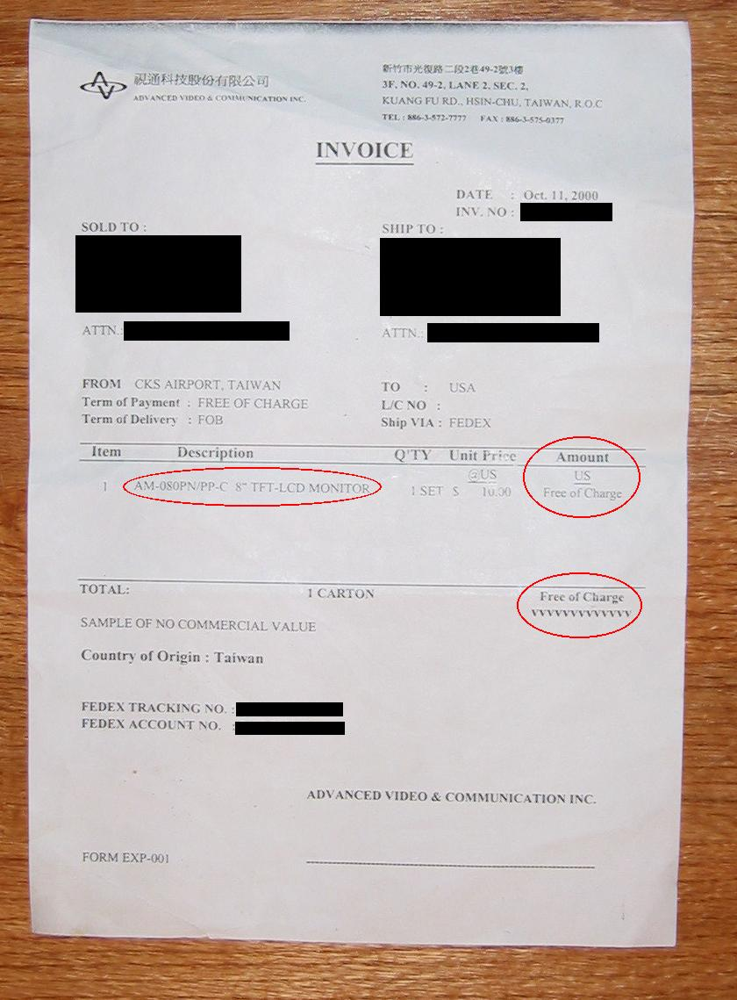 視通科技股份有限公司
ADVANCED VIDEO & COMMUNICATION INC.
新竹市光復路二段2巷49-2號3樓
3F, NO. 49-2, LANE 2, SEC. 2,
KUANG FU RD., HSIN-CHU, TAIWAN, R.O.C
TEL : 886-3-572-7777 FAX : 886-3-575-0377
INVOICE
DATE : Oct. 11, 2000
INV. NO :
SOLD TO :
SHIP TO :
ATTN.:
ATTN.:
FROM CKS AIRPORT, TAIWAN
Term of Payment : FREE OF CHARGE
Term of Delivery : FOB
TO : USA
L/C NO :
Ship VIA : FEDEX
Item Description Q'TY Unit Price Amount
@US US
1 AM-080PN/PP-C 8" TFT-LCD MONITOR 1 SET $ 10.00 Free of Charge
TOTAL: 1 CARTON Free of Charge
VVVVVVVVVVVVV
SAMPLE OF NO COMMERCIAL VALUE
Country of Origin : Taiwan
FEDEX TRACKING NO. :
FEDEX ACCOUNT NO. :
ADVANCED VIDEO & COMMUNICATION INC.
FORM EXP-001